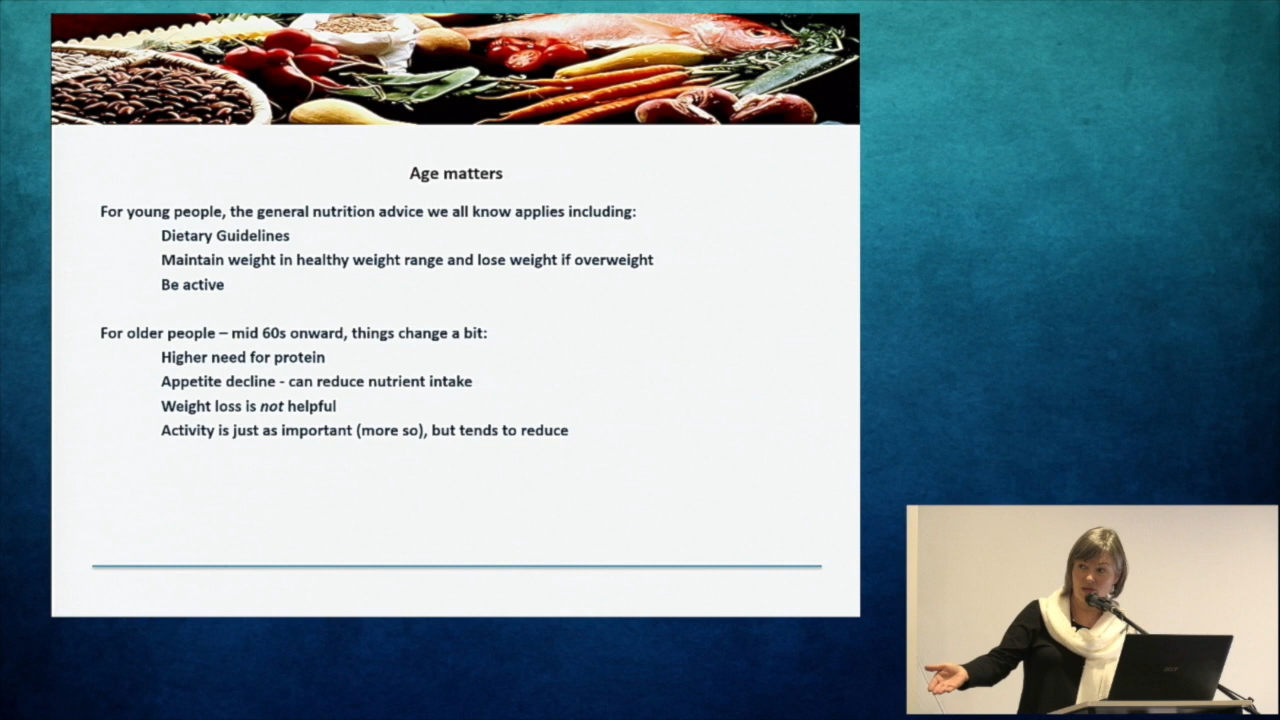 Age matters
For young people, the general nutrition advice we all know applies including:
Dietary Guidelines
Maintain weight in healthy weight range and lose weight if overweight
Be active
For older people – mid 60s onward, things change a bit:
Higher need for protein
Appetite decline - can reduce nutrient intake
Weight loss is not helpful
Activity is just as important (more so), but tends to reduce
acer